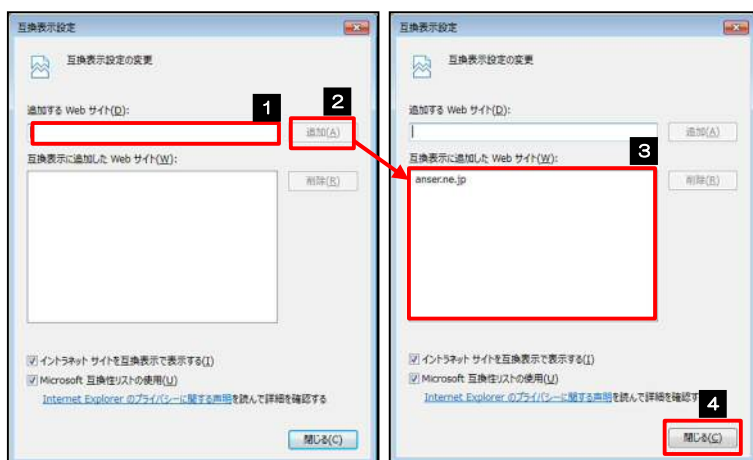 互換表示設定
互換表示設定の変更
追加する Web サイト(D):
1
2
追加(A)
互換表示に追加した Web サイト(W):
削除(R)
イントラネット サイトを互換表示で表示する(I)
Microsoft 互換性リストの使用(U)
Internet Explorer のプライバシーに関する声明を読んで詳細を確認する
閉じる(C)
互換表示設定
互換表示設定の変更
追加する Web サイト(D):
追加(A)
互換表示に追加した Web サイト(W):
3
anser.ne.jp
削除(R)
イントラネット サイトを互換表示で表示する(I)
Microsoft 互換性リストの使用(U)
Internet Explorer のプライバシーに関する声明を読んで詳細を確認す
4
閉じる(C)